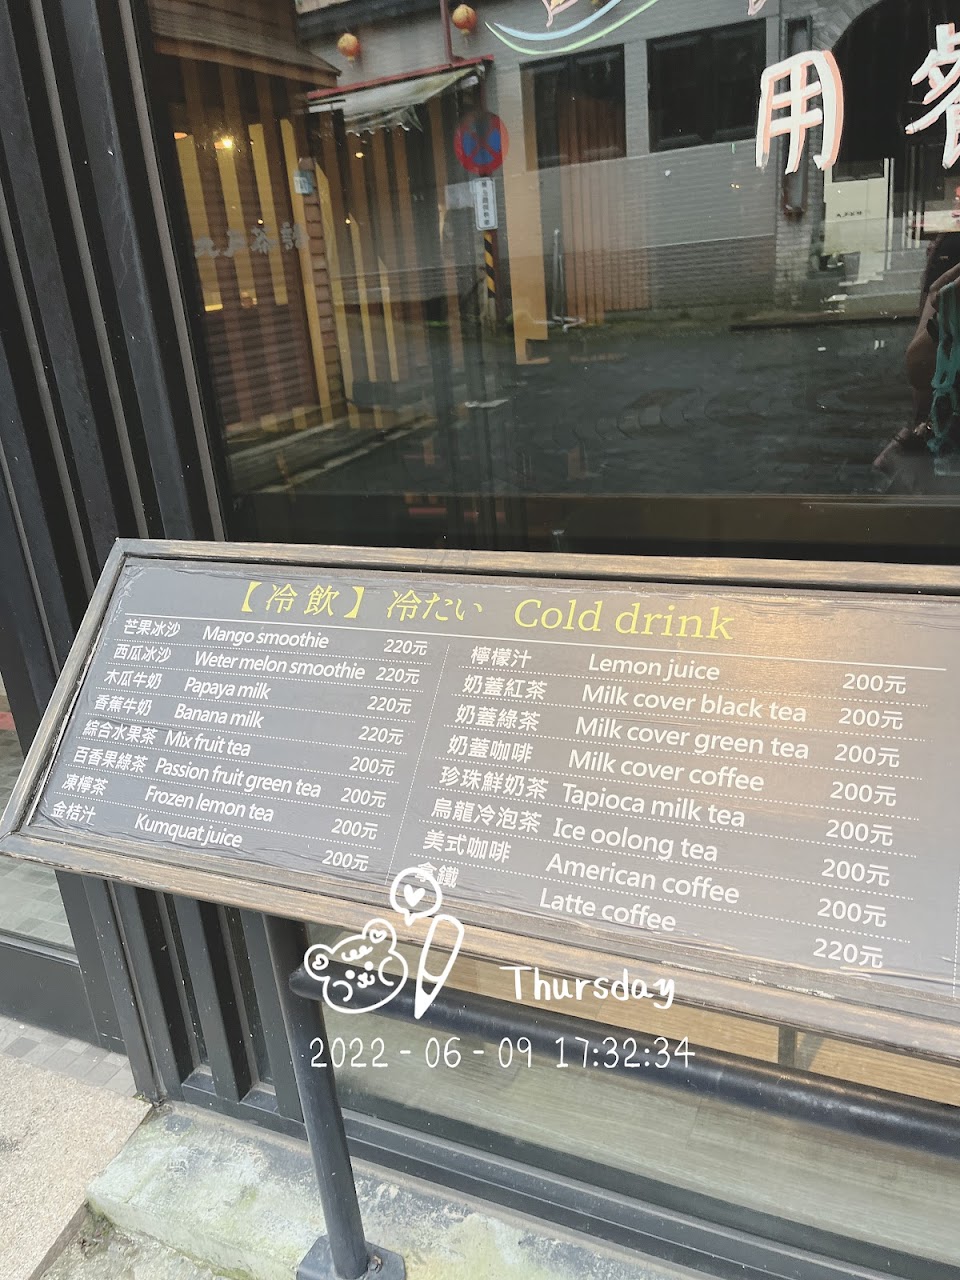 用餐
【冷飲】 冷たい Cold drink
芒果冰沙 Mango smoothie 220元
西瓜冰沙 Weter melon smoothie 220元
木瓜牛奶 Papaya milk 220元
香蕉牛奶 Banana milk 220元
綜合水果茶 Mix fruit tea 200元
百香果綠茶 Passion fruit green tea 200元
凍檸茶 Frozen lemon tea 200元
金桔汁 Kumquat juice 200元
檸檬汁 Lemon juice 200元
奶蓋紅茶 Milk cover black tea 200元
奶蓋綠茶 Milk cover green tea 200元
奶蓋咖啡 Milk cover coffee 200元
珍珠鮮奶茶 Tapioca milk tea 200元
烏龍冷泡茶 Ice oolong tea 200元
美式咖啡 American coffee 200元
拿鐵 Latte coffee 220元
Thursday
2022-06-09 17:32:34